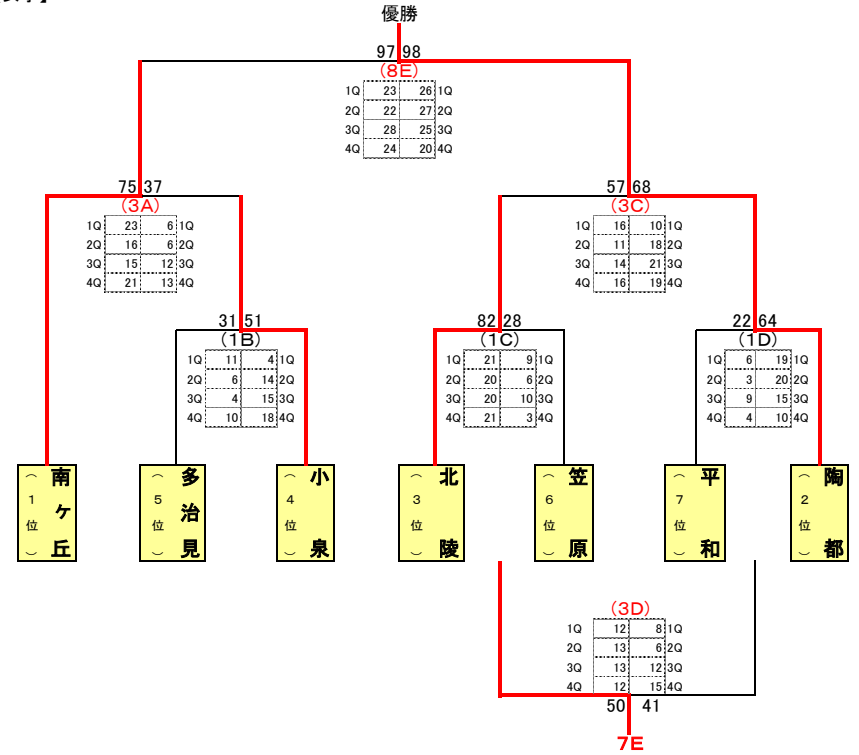 優勝
97 98
(8E)
1Q 23 26 1Q
2Q 22 27 2Q
3Q 28 25 3Q
4Q 24 20 4Q
75 37
(3A)
1Q 23 6 1Q
2Q 16 6 2Q
3Q 15 12 3Q
4Q 21 13 4Q
57 68
(3C)
1Q 16 10 1Q
2Q 11 18 2Q
3Q 14 21 3Q
4Q 16 19 4Q
31 51
(1B)
1Q 11 4 1Q
2Q 6 14 2Q
3Q 4 15 3Q
4Q 10 18 4Q
82 28
(1C)
1Q 21 9 1Q
2Q 20 6 2Q
3Q 20 10 3Q
4Q 21 3 4Q
22 64
(1D)
1Q 6 19 1Q
2Q 3 20 2Q
3Q 9 15 3Q
4Q 4 10 4Q
南ヶ丘
(1位)
多治見
(5位)
小泉
(4位)
北陵
(3位)
笠原
(6位)
平和
(7位)
陶都
(2位)
(3D)
1Q 12 8 1Q
2Q 13 6 2Q
3Q 13 12 3Q
4Q 12 15 4Q
50 41
7E